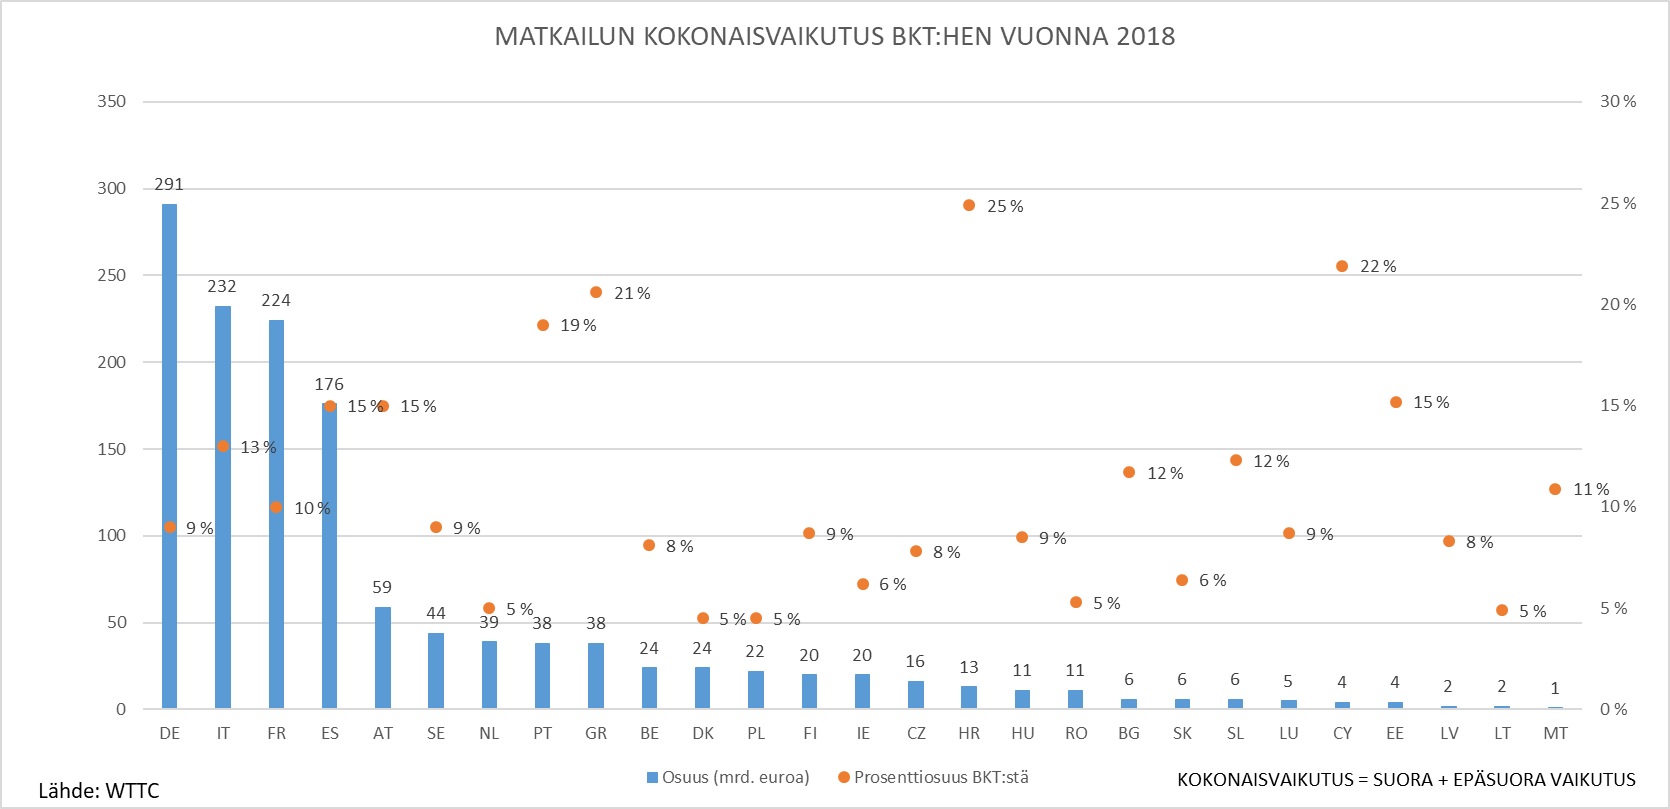 MATKAILUN KOKONAISVAIKUTUS BKT:HEN VUONNA 2018
350 30 %
300 25 %
250 20 %
200 15 %
150 10 %
100 5 %
50 0 %
0
291 232 224 176 59 44 39 38 38 24 24 22 20 20 16 13 11 11 6 6 6 5 4 4 2 2 1
9 % 13 % 10 % 15 % 15 % 9 % 5 % 19 % 21 % 8 % 5 % 5 % 9 % 6 % 8 % 25 % 9 % 5 % 12 % 6 % 12 % 9 % 22 % 15 % 8 % 5 % 11 %
DE IT FR ES AT SE NL PT GR BE DK PL FI IE CZ HR HU RO BG SK SL LU CY EE LV LT MT
Osuus (mrd. euroa) Prosenttiosuus BKT:stä
Lähde: WTTC
KOKONAISVAIKUTUS = SUORA + EPÄSUORA VAIKUTUS